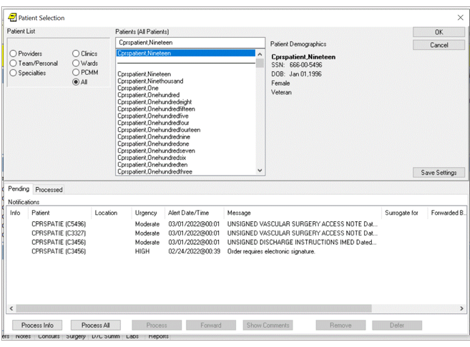 Patient Selection
Patient List
Patients (All Patients)
OK
Cancel
Providers
Team/Personal
Specialties
Clinics
Wards
PCMM
All
Cprspatient,Nineteen
Cprspatient,Nineteen
Cprspatient,Nineteen
Cprspatient,Ninethousand
Cprspatient,One
Cprspatient,Onehundred
Cprspatient,Onehundredeight
Cprspatient,Onehundredfifteen
Cprspatient,Onehundredfive
Cprspatient,Onehundredfour
Cprspatient,Onehundredfourteen
Cprspatient,Onehundrednine
Cprspatient,Onehundredone
Cprspatient,Onehundredseven
Cprspatient,Onehundredsix
Cprspatient,Onehundredten
Cprspatient,Onehundredthree
Patient Demographics
Cprspatient,Nineteen
SSN: 666-00-5496
DOB: Jan 01,1996
Female
Veteran
Save Settings
Pending Processed
Notifications
Info Patient Location Urgency Alert Date/Time Message Surrogate for Forwarded B...
CPRSPATIE (C5496) Moderate 03/01/2022@00:01 UNSIGNED VASCULAR SURGERY ACCESS NOTE Dat...
CPRSPATIE (C3327) Moderate 03/01/2022@00:01 UNSIGNED VASCULAR SURGERY ACCESS NOTE Dat...
CPRSPATIE (C3456) Moderate 03/01/2022@00:01 UNSIGNED DISCHARGE INSTRUCTIONS IMED Dated...
CPRSPATIE (C3456) HIGH 02/24/2022@00:39 Order requires electronic signature.
Process Info Process All Process Forward Show Comments Remove Defer
ers Notes Consults Surgery D/C Summ Labs Reports